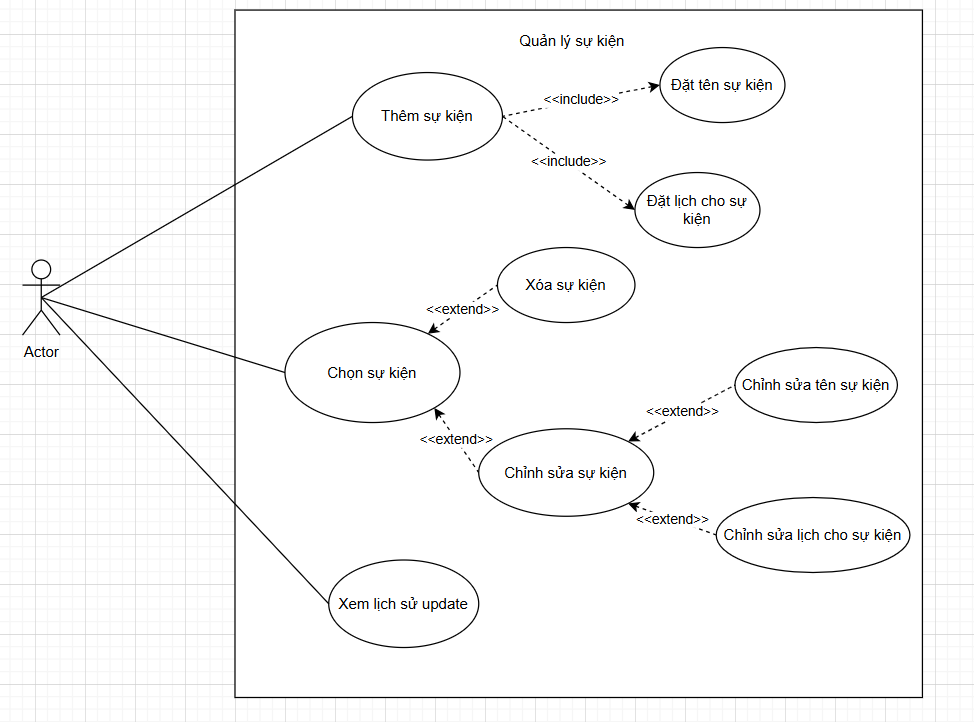 Quản lý sự kiện
Thêm sự kiện
<<include>>
Đặt tên sự kiện
<<include>>
Đặt lịch cho sự
kiện
Actor
Xóa sự kiện
<<extend>>
Chọn sự kiện
<<extend>>
Chỉnh sửa sự kiện
Chỉnh sửa tên sự kiện
<<extend>>
<<extend>>
Chỉnh sửa lịch cho sự kiện
Xem lịch sử update